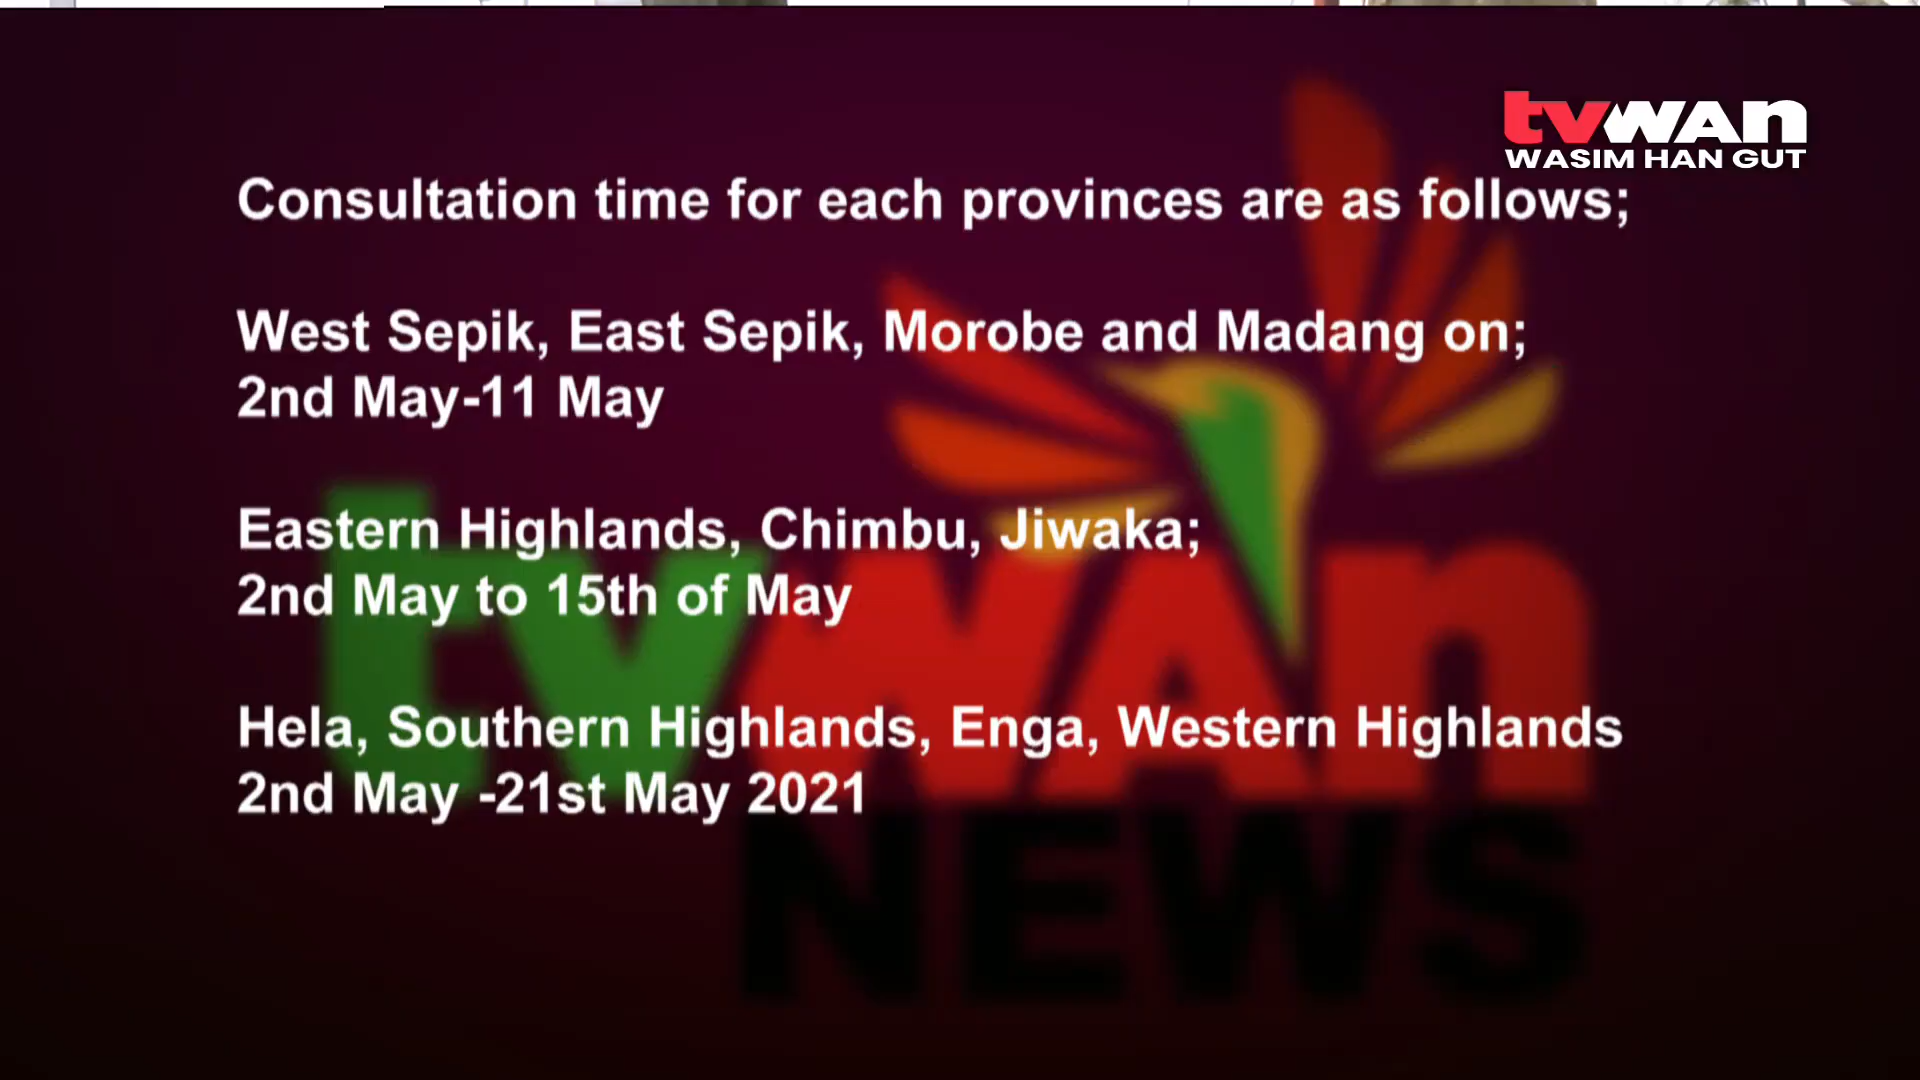 tvwan
WASIM HAN GUT
Consultation time for each provinces are as follows;
West Sepik, East Sepik, Morobe and Madang on;
2nd May-11 May
Eastern Highlands, Chimbu, Jiwaka;
2nd May to 15th of May
Hela, Southern Highlands, Enga, Western Highlands
2nd May -21st May 2021
tvwan
NEWS